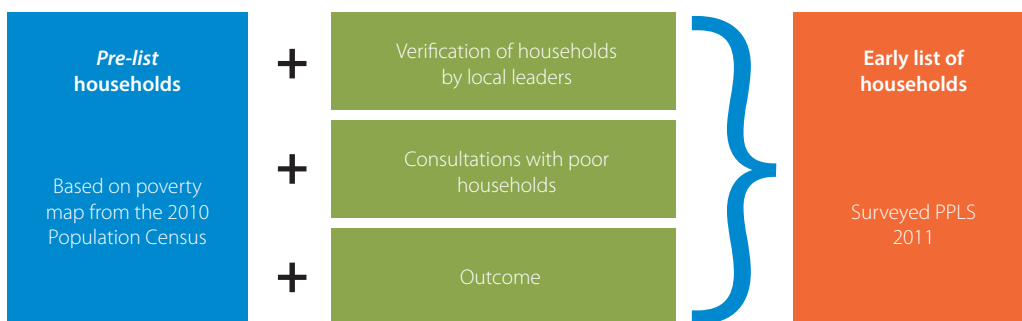 Pre-list
households
Based on poverty
map from the 2010
Population Census
+
Verification of households
by local leaders
+
Consultations with poor
households
+
Outcome
}
Early list of
households
Surveyed PPLS
2011